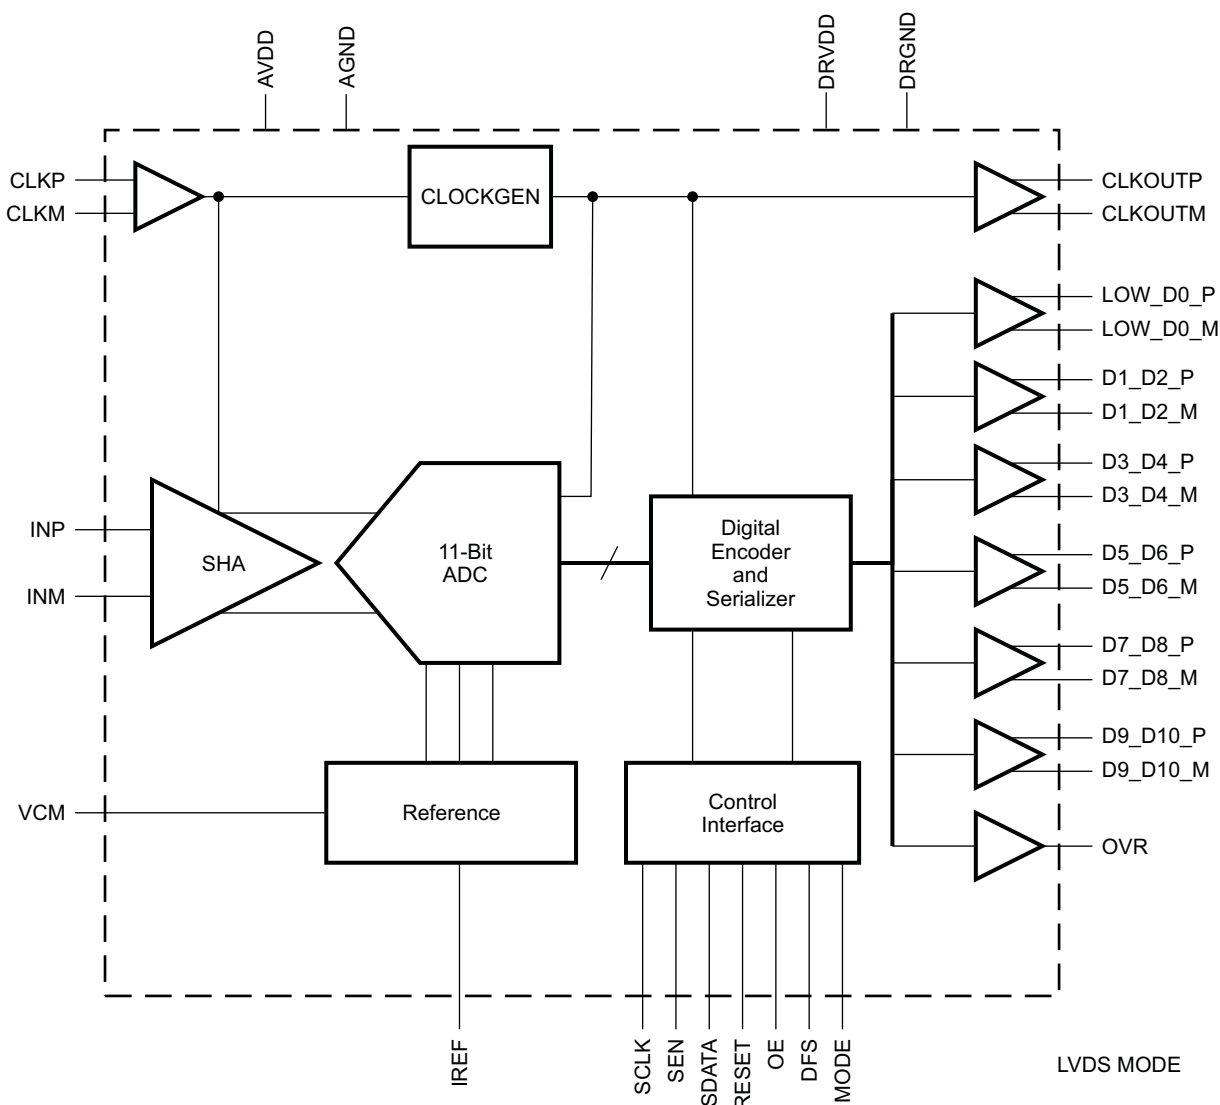 AVDD
AGND
DRVDD
DRGND
CLKP
CLKM
CLOCKGEN
CLKOUTP
CLKOUTM
LOW_D0_P
LOW_D0_M
D1_D2_P
D1_D2_M
D3_D4_P
D3_D4_M
INP
INM
SHA
11-Bit
ADC
Digital
Encoder
and
Serializer
D5_D6_P
D5_D6_M
D7_D8_P
D7_D8_M
D9_D10_P
D9_D10_M
VCM
Reference
Control
Interface
OVR
IREF
SCLK
SEN
SDATA
RESET
OE
DFS
MODE
LVDS MODE